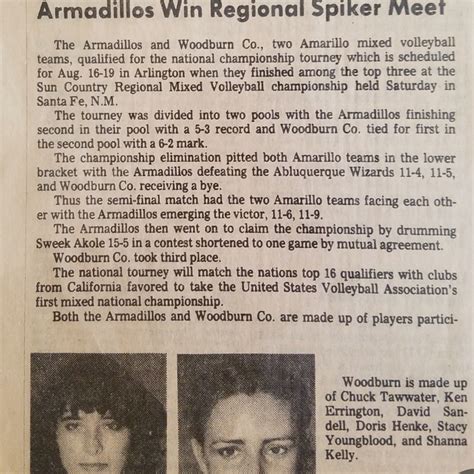 Armadillos Win Regional Spiker Meet
The Armadillos and Woodburn Co., two Amarillo mixed volleyball
teams, qualified for the national championship tourney which is scheduled
for Aug. 16-19 in Arlington when they finished among the top three at the
Sun Country Regional Mixed Volleyball championship held Saturday in
Santa Fe, N.M.
The tourney was divided into two pools with the Armadillos finishing
second in their pool with a 5-3 record and Woodburn Co. tied for first in
the second pool with a 6-2 mark.
The championship elimination pitted both Amarillo teams in the lower
bracket with the Armadillos defeating the Abluquerque Wizards 11-4, 11-5,
and Woodburn Co. receiving a bye.
Thus the semi-final match had the two Amarillo teams facing each oth-
er with the Armadillos emerging the victor, 11-6, 11-9.
The Armadillos then went on to claim the championship by drumming
Sweek Akole 15-5 in a contest shortened to one game by mutual agreement.
Woodburn Co. took third place.
The national tourney will match the nations top 16 qualifiers with clubs
from California favored to take the United States Volleyball Association's
first mixed national championship.
Both the Armadillos and Woodburn Co. are made up of players partici-
Woodburn is made up
of Chuck Tawwater, Ken
Errington, David San-
dell, Doris Henke, Stacy
Youngblood, and Shanna
Kelly.